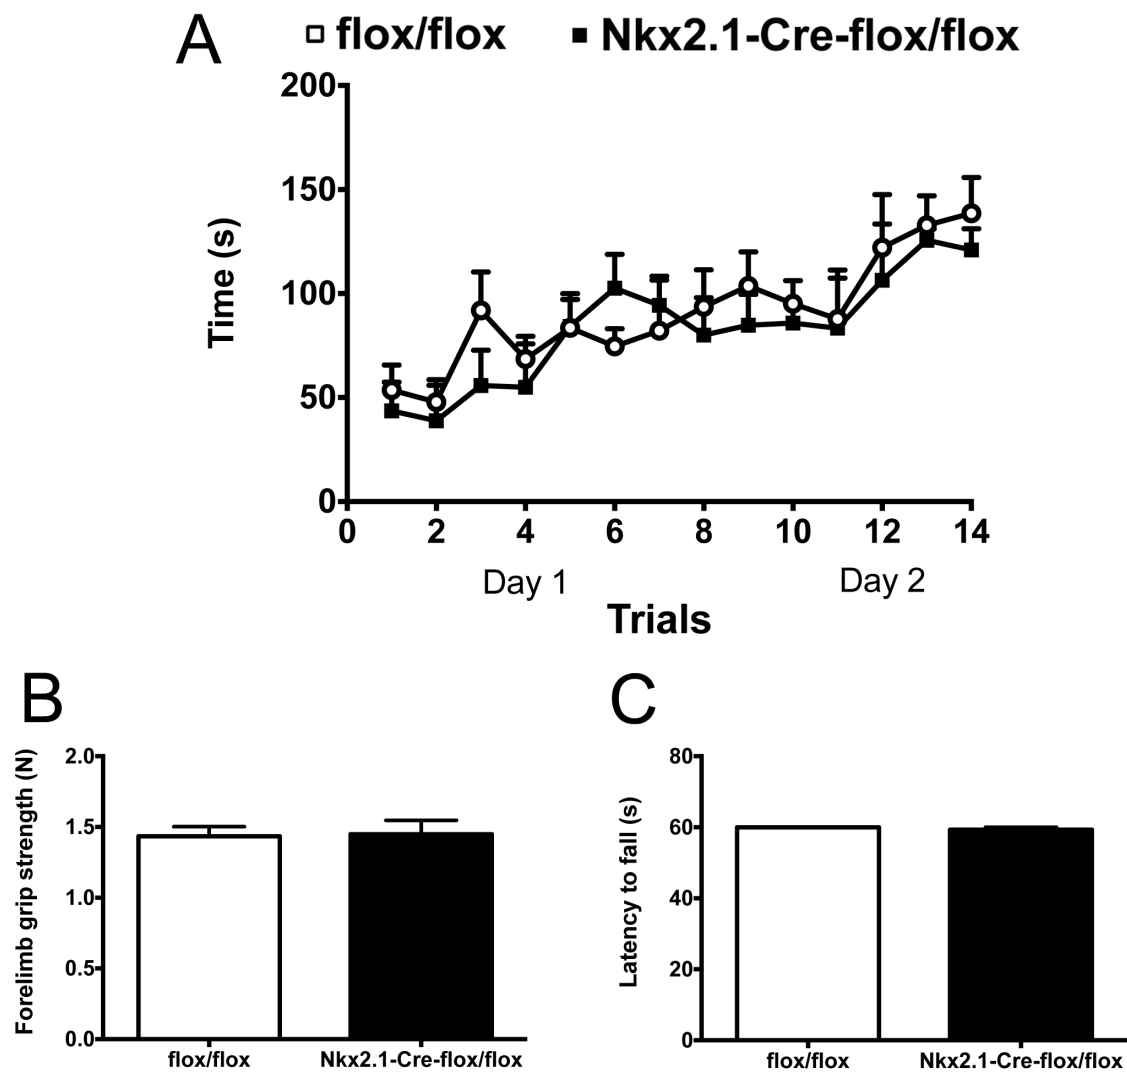 A
flox/flox
Nkx2.1-Cre-flox/flox
200
150
100
50
0
Time (s)
0 2 4 6 8 10 12 14
Day 1 Day 2
Trials
B
2.0
1.5
1.0
0.5
0.0
Forelimb grip strength (N)
flox/flox Nkx2.1-Cre-flox/flox
C
80
60
40
20
0
Latency to fall (s)
flox/flox Nkx2.1-Cre-flox/flox